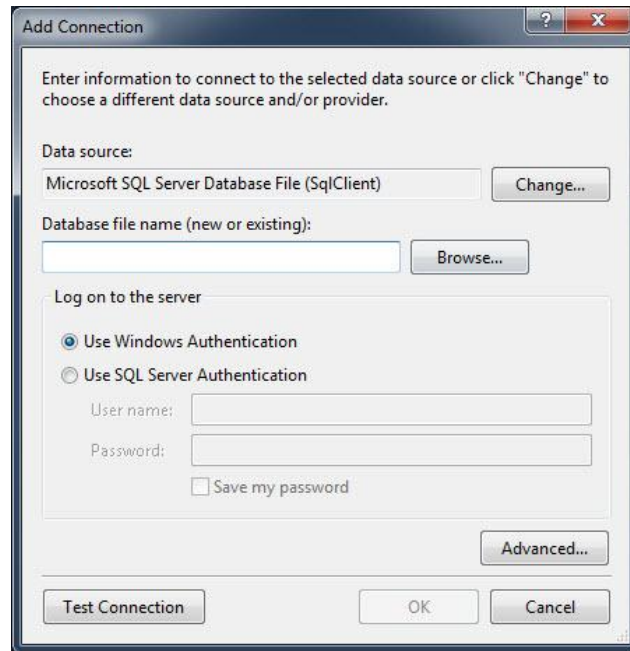 Add Connection
Enter information to connect to the selected data source or click "Change" to
choose a different data source and/or provider.
Data source:
Microsoft SQL Server Database File (SqlClient)
Change...
Database file name (new or existing):
Browse...
Log on to the server
Use Windows Authentication
Use SQL Server Authentication
User name:
Password:
Save my password
Advanced...
Test Connection
OK
Cancel